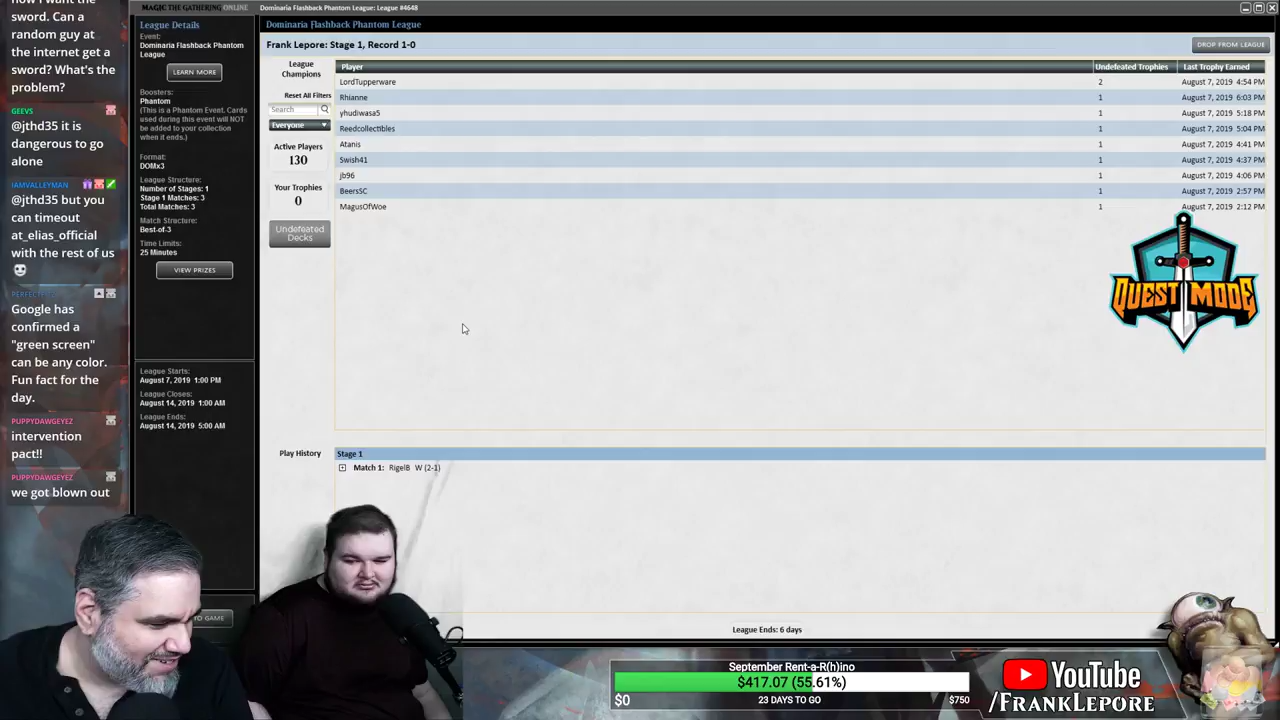 now I want the
sword. Can a
random guy at
the internet get a
sword? What's the
problem?
GEEVS
@jthd35 it is
dangerous to go
alone
IAMVALLEYMAN
@jthd35 but you
can timeout
at_elias_official
with the rest of us
Google has
confirmed a
"green screen"
can be any color.
Fun fact for the
day.
PUPPYDAWGEYEZ
intervention
pact!!
PUPPYDAWGEYEZ
we got blown out
MAGIC THE GATHERING ONLINE
Dominaria Flashback Phantom League: League #4648
League Details
Event:
Dominaria Flashback Phantom
League
LEARN MORE
Boosters:
Phantom
(This is a Phantom Event. Cards
used during this event will NOT
be added to your collection
when it ends.)
Format:
DOMx3
League Structure:
Number of Stages: 1
Stage 1 Matches: 3
Total Matches: 3
Match Structure:
Best-of-3
Time Limits:
25 Minutes
VIEW PRIZES
League Starts:
August 7, 2019 1:00 PM
League Closes:
August 14, 2019 1:00 AM
League Ends:
August 14, 2019 5:00 AM
TO GAME
Dominaria Flashback Phantom League
Frank Lepore: Stage 1, Record 1-0
DROP FROM LEAGUE
League
Champions
Reset All Filters
Search
Everyone
Active Players
130
Your Trophies
0
Undefeated
Decks
Player Undefeated Trophies Last Trophy Earned
LordTupperware 2 August 7, 2019 4:54 PM
Rhianne 1 August 7, 2019 6:03 PM
yhudiwasa5 1 August 7, 2019 5:18 PM
Reedcollectibles 1 August 7, 2019 5:04 PM
Atanis 1 August 7, 2019 4:41 PM
Swish41 1 August 7, 2019 4:37 PM
jb96 1 August 7, 2019 4:06 PM
BeersSC 1 August 7, 2019 2:57 PM
MagusOfWoe 1 August 7, 2019 2:12 PM
QUEST MODE
Play History
Stage 1
Match 1: RigelB W (2-1)
League Ends: 6 days
September Rent-a-R(h)ino
$417.07 (55.61%)
$0 23 DAYS TO GO $750
YouTube
/FRANKLEPORE